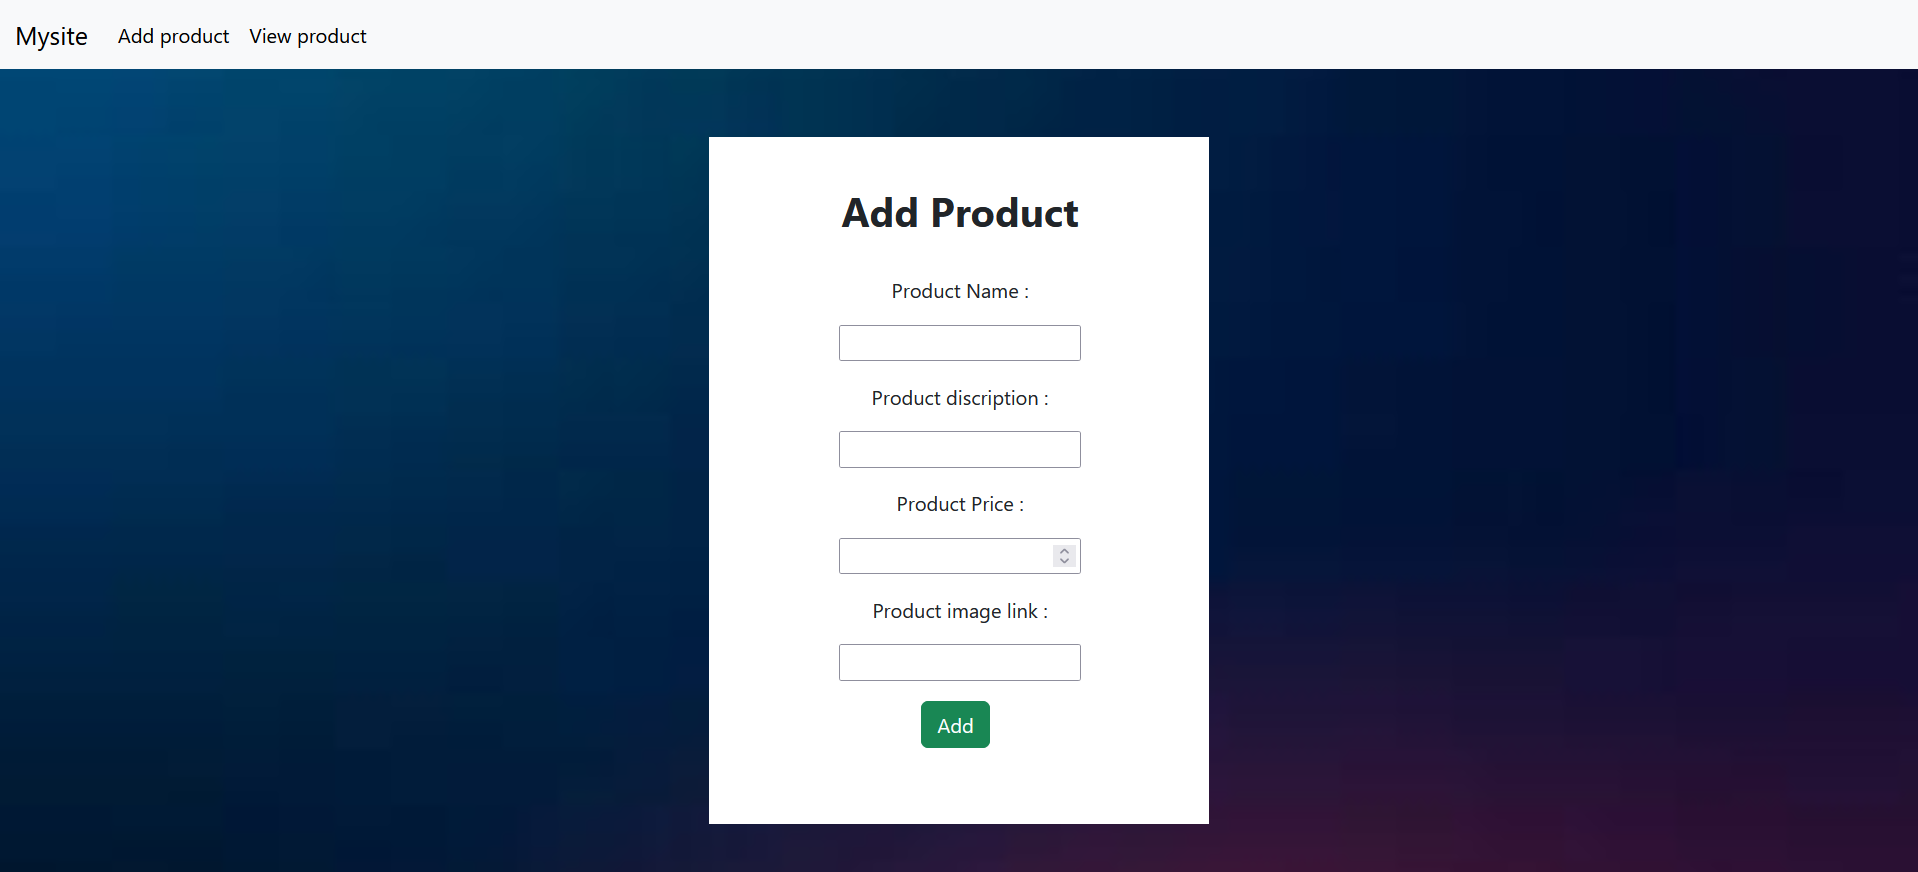 Mysite Add product View product
Add Product
Product Name :
Product discription :
Product Price :
Product image link :
Add